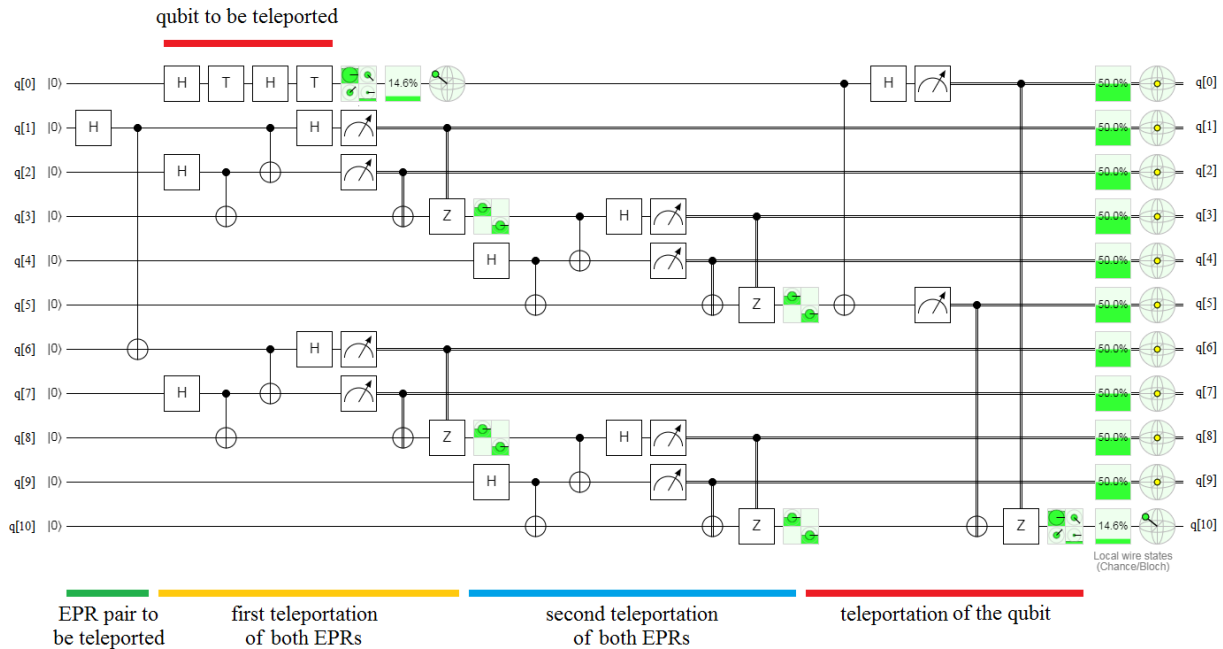 qubit to be teleported
q[0] |0⟩ H T H T 14.6% H 50.0% q[0]
q[1] |0⟩ H H 50.0% q[1]
q[2] |0⟩ H 50.0% q[2]
q[3] |0⟩ Z H 50.0% q[3]
q[4] |0⟩ H 50.0% q[4]
q[5] |0⟩ Z 50.0% q[5]
q[6] |0⟩ H 50.0% q[6]
q[7] |0⟩ H 50.0% q[7]
q[8] |0⟩ Z H 50.0% q[8]
q[9] |0⟩ H 50.0% q[9]
q[10] |0⟩ Z Z 14.6% q[10]
Local wire states
(Chance/Bloch)
EPR pair to
be teleported
first teleportation
of both EPRs
second teleportation
of both EPRs
teleportation of the qubit